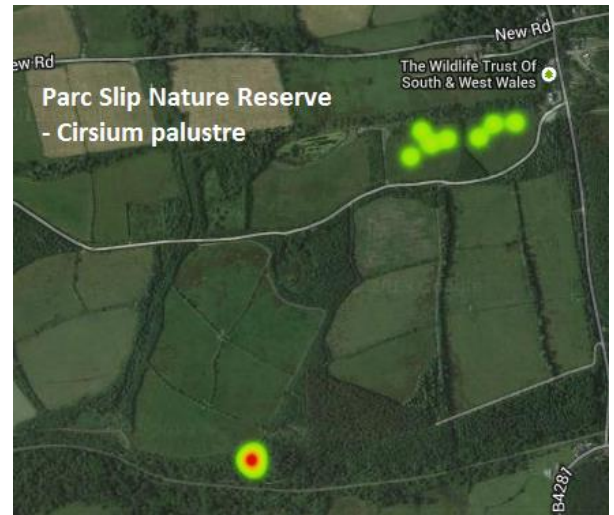 New Rd
ew Rd
The Wildlife Trust Of
South & West Wales
Parc Slip Nature Reserve
- Cirsium palustre
B4281